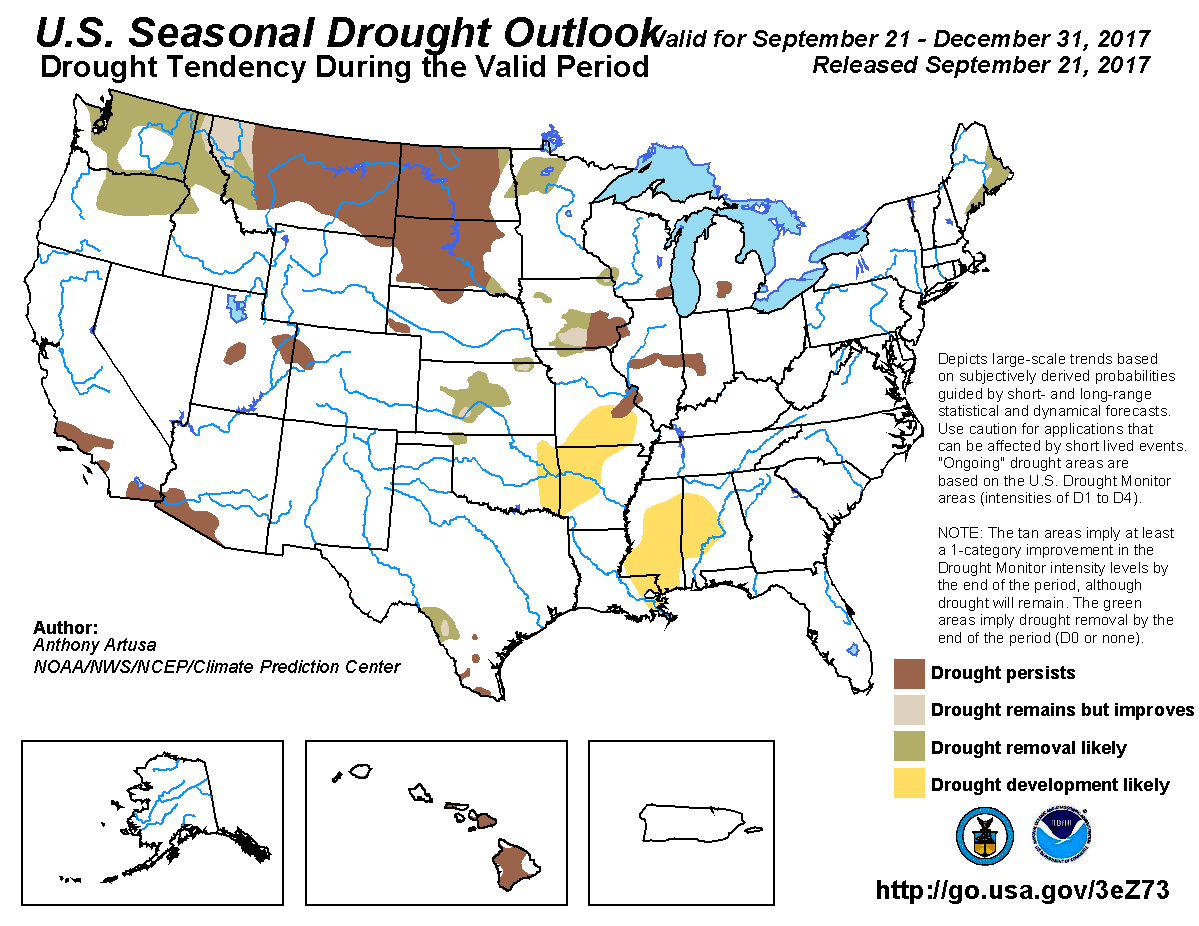 U.S. Seasonal Drought Outlook
Valid for September 21 - December 31, 2017
Drought Tendency During the Valid Period
Released September 21, 2017
Depicts large-scale trends based
on subjectively derived probabilities
guided by short- and long-range
statistical and dynamical forecasts.
Use caution for applications that
can be affected by short lived events.
"Ongoing" drought areas are
based on the U.S. Drought Monitor
areas (intensities of D1 to D4).
NOTE: The tan areas imply at least
a 1-category improvement in the
Drought Monitor intensity levels by
the end of the period, although
drought will remain. The green
areas imply drought removal by the
end of the period (D0 or none).
Author:
Anthony Artusa
NOAA/NWS/NCEP/Climate Prediction Center
Drought persists
Drought remains but improves
Drought removal likely
Drought development likely
http://go.usa.gov/3eZ73